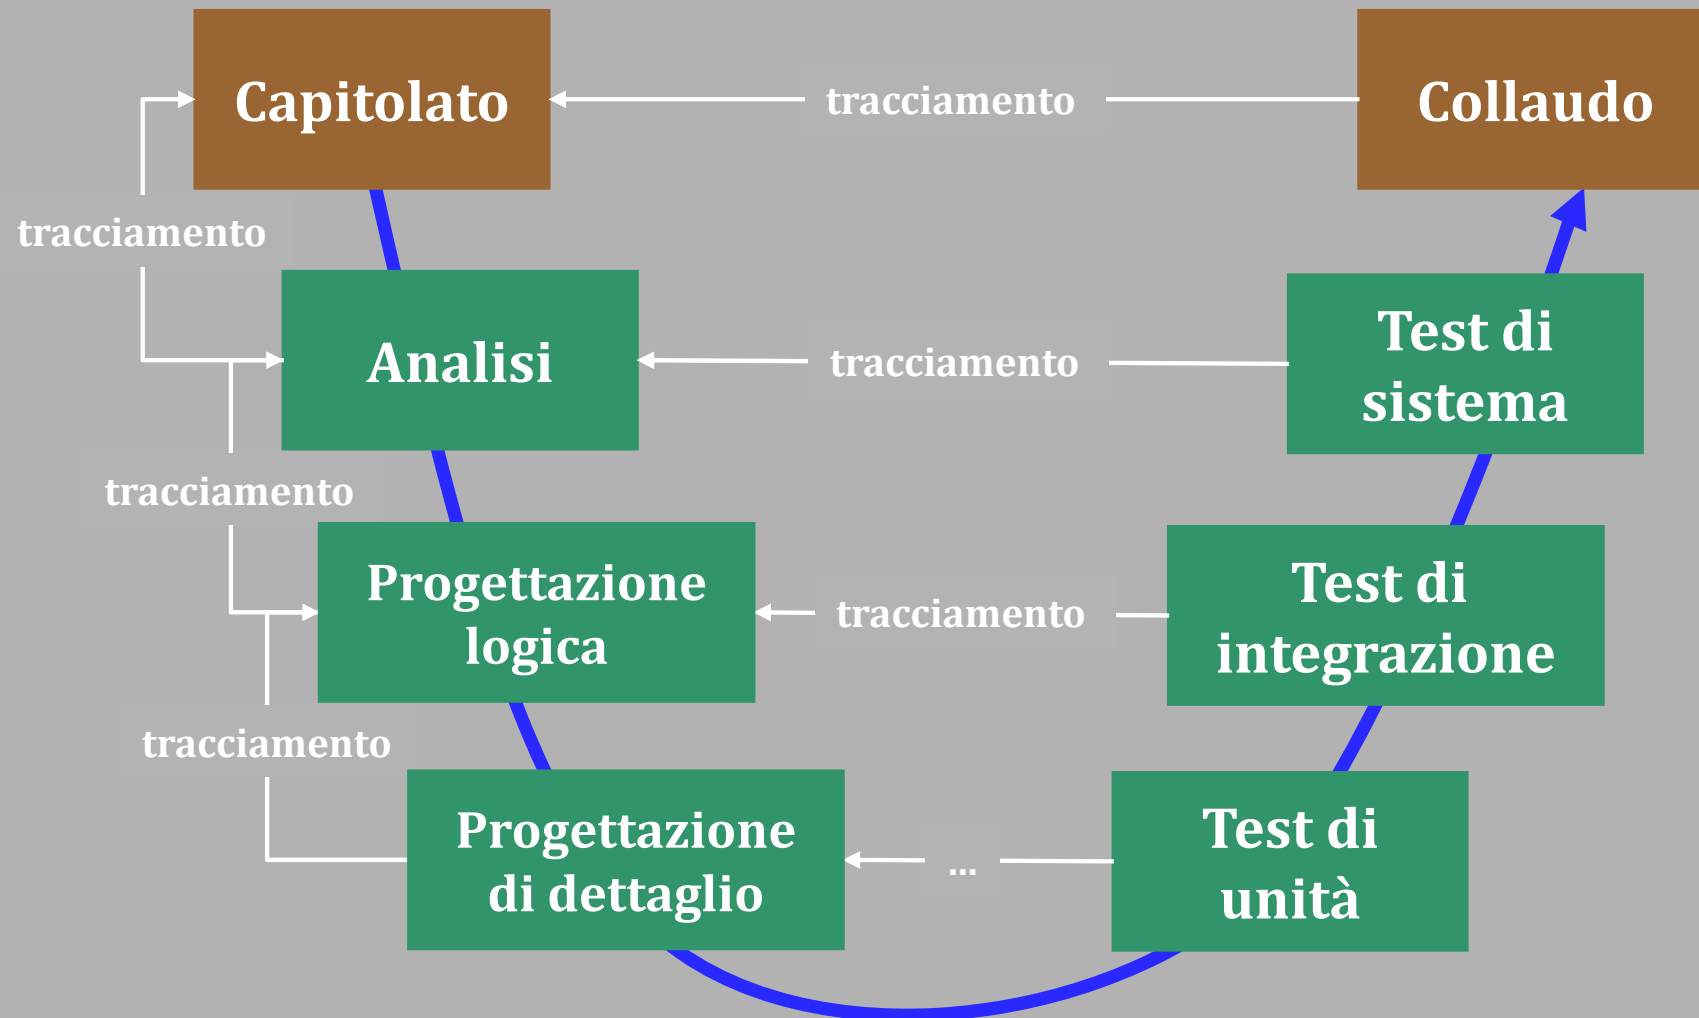 Capitolato
tracciamento
Collaudo
tracciamento
Analisi
tracciamento
Test di
sistema
tracciamento
Progettazione
logica
tracciamento
Test di
integrazione
tracciamento
Progettazione
di dettaglio
...
Test di
unità